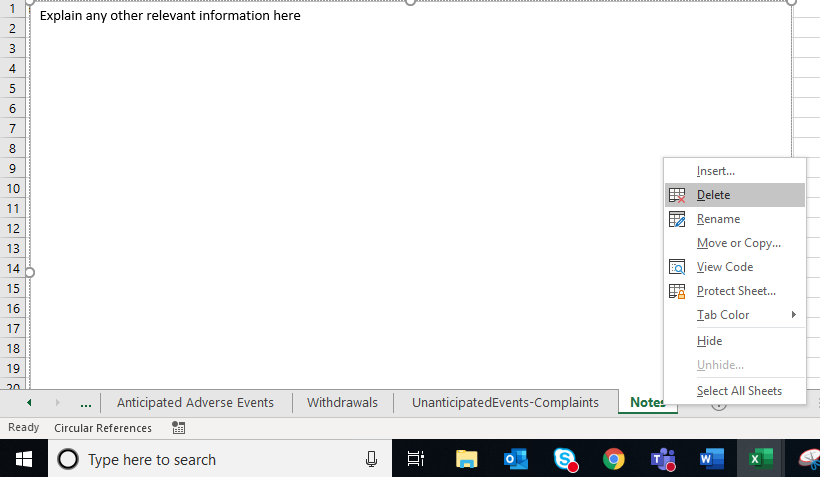 1
Explain any other relevant information here
2
3
4
5
6
7
8
9
10
11
12
13
14
15
16
17
18
19
20
Insert...
Delete
Rename
Move or Copy...
View Code
Protect Sheet...
Tab Color
Hide
Unhide...
Select All Sheets
... Anticipated Adverse Events Withdrawals UnanticipatedEvents-Complaints Notes
Ready Circular References
Type here to search